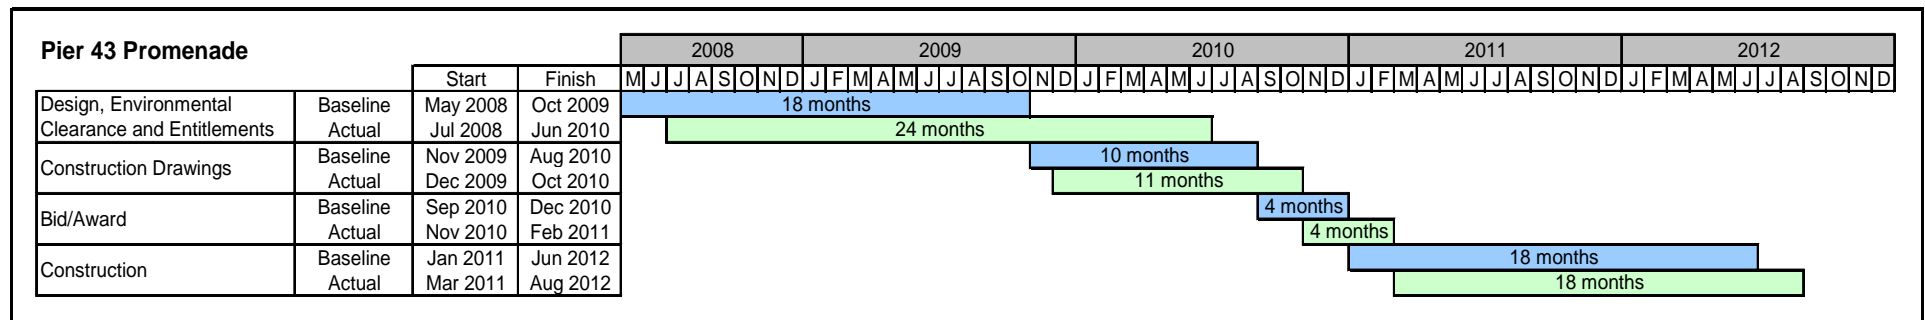 Pier 43 Promenade 2008 2009 2010 2011 2012
Start Finish M J J A S O N D J F M A M J J A S O N D J F M A M J J A S O N D J F M A M J J A S O N D J F M A M J J A S O N D
Design, Environmental Baseline May 2008 Oct 2009 18 months
Clearance and Entitlements Actual Jul 2008 Jun 2010 24 months
Construction Drawings
Baseline Nov 2009 Aug 2010 10 months
Actual Dec 2009 Oct 2010 11 months
Bid/Award
Baseline Sep 2010 Dec 2010 4 months
Actual Nov 2010 Feb 2011 4 months
Construction
Baseline Jan 2011 Jun 2012 18 months
Actual Mar 2011 Aug 2012 18 months